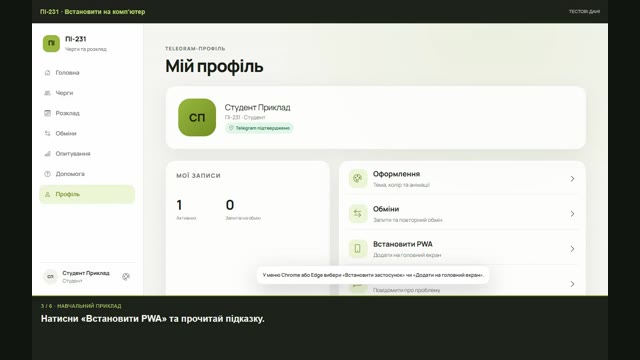 ПІ-231 · Встановити на комп'ютер
ТЕСТОВІ ДАНІ
ПІ
ПІ-231
Черги та розклад
Головна
Черги
Розклад
Обміни
Опитування
Допомога
Профіль
СП
Студент Приклад
Студент
TELEGRAM-ПРОФІЛЬ
Мій профіль
СП
Студент Приклад
ПІ-231 · Студент
Telegram підтверджено
МОЇ ЗАПИСИ
1
Активна
0
Запитів на обмін
Оформлення
Тема, колір та анімації
Обміни
Запити та повторний обмін
Встановити PWA
Додати на головний екран
У меню Chrome або Edge вибери «Встановити застосунок» чи «Додати на головний екран».
Повідомити про проблему
3 / 6 · НАВЧАЛЬНИЙ ПРИКЛАД
Натисни «Встановити PWA» та прочитай підказку.